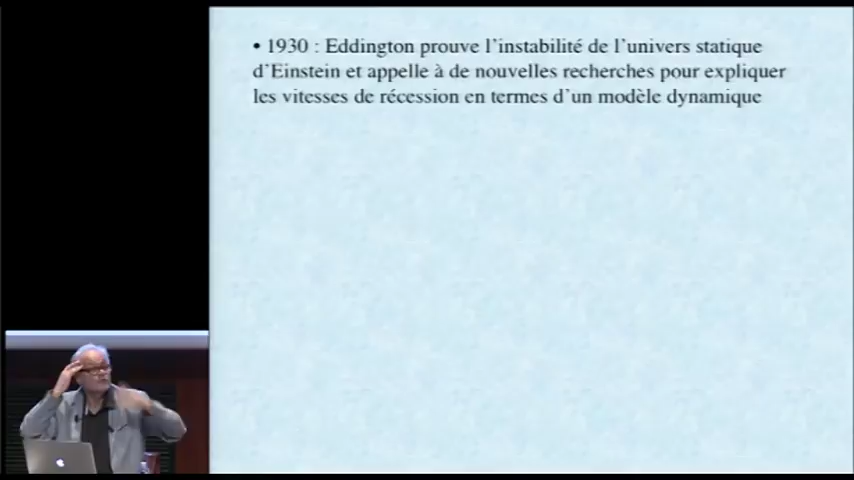 • 1930 : Eddington prouve l’instabilité de l’univers statique
d’Einstein et appelle à de nouvelles recherches pour expliquer
les vitesses de récession en termes d’un modèle dynamique